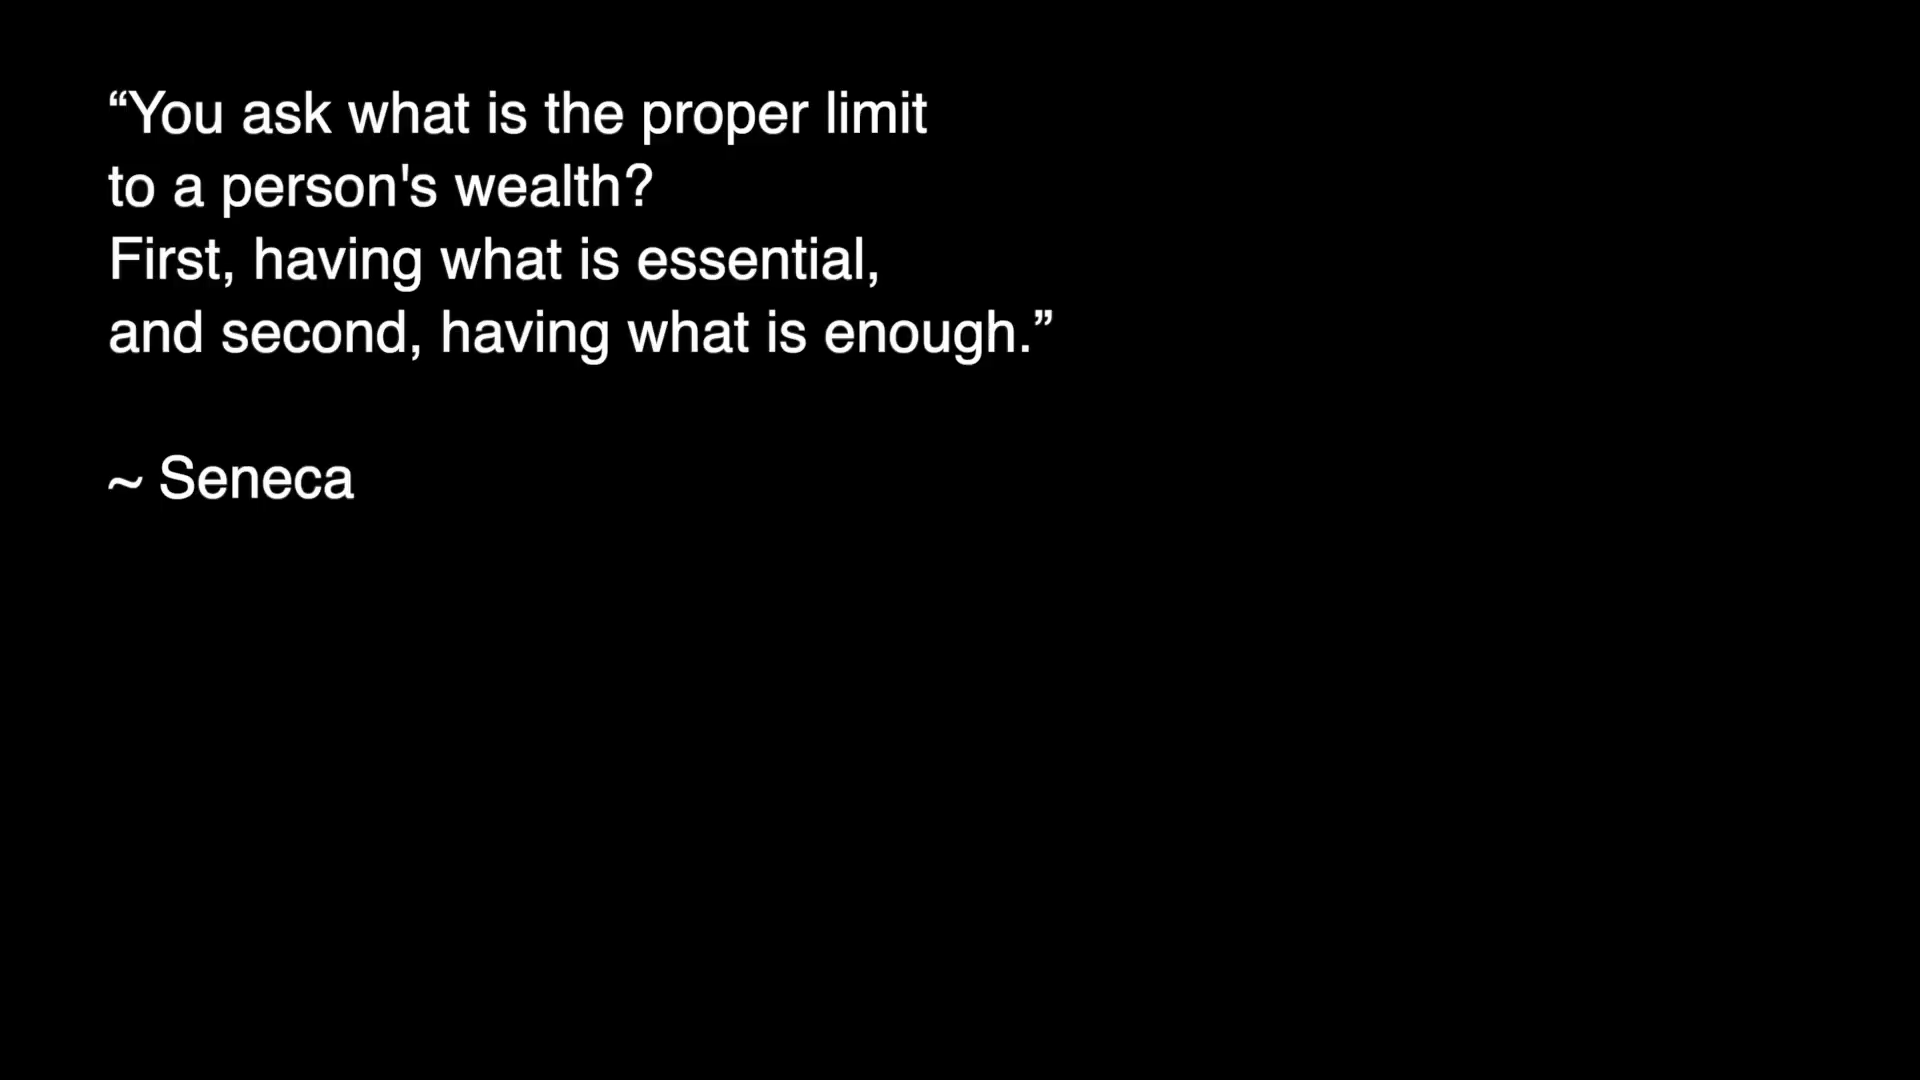 “You ask what is the proper limit
to a person's wealth?
First, having what is essential,
and second, having what is enough.”
~ Seneca